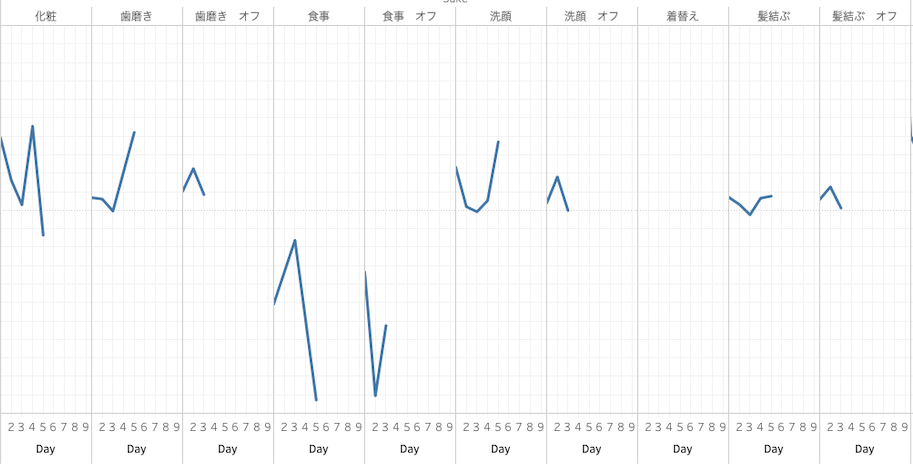 化粧 歯磨き 歯磨き オフ 食事 食事 オフ 洗顔 洗顔 オフ 着替え 髪結ぶ 髪結ぶ オフ
2 3 4 5 6 7 8 9 2 3 4 5 6 7 8 9 2 3 4 5 6 7 8 9 2 3 4 5 6 7 8 9 2 3 4 5 6 7 8 9 2 3 4 5 6 7 8 9 2 3 4 5 6 7 8 9 2 3 4 5 6 7 8 9 2 3 4 5 6 7 8 9 2 3 4 5 6 7 8 9
Day Day Day Day Day Day Day Day Day Day